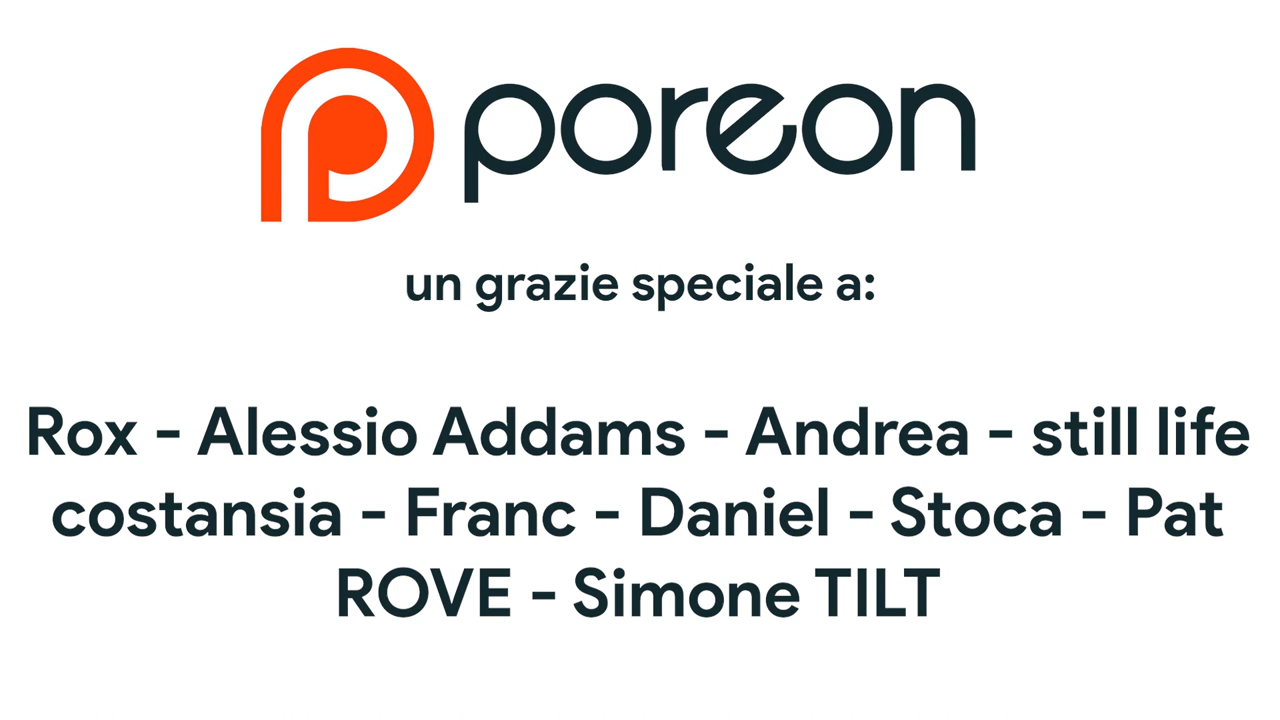 poreon
un grazie speciale a:
Rox - Alessio Addams - Andrea - still life
costansia - Franc - Daniel - Stoca - Pat
ROVE - Simone TILT